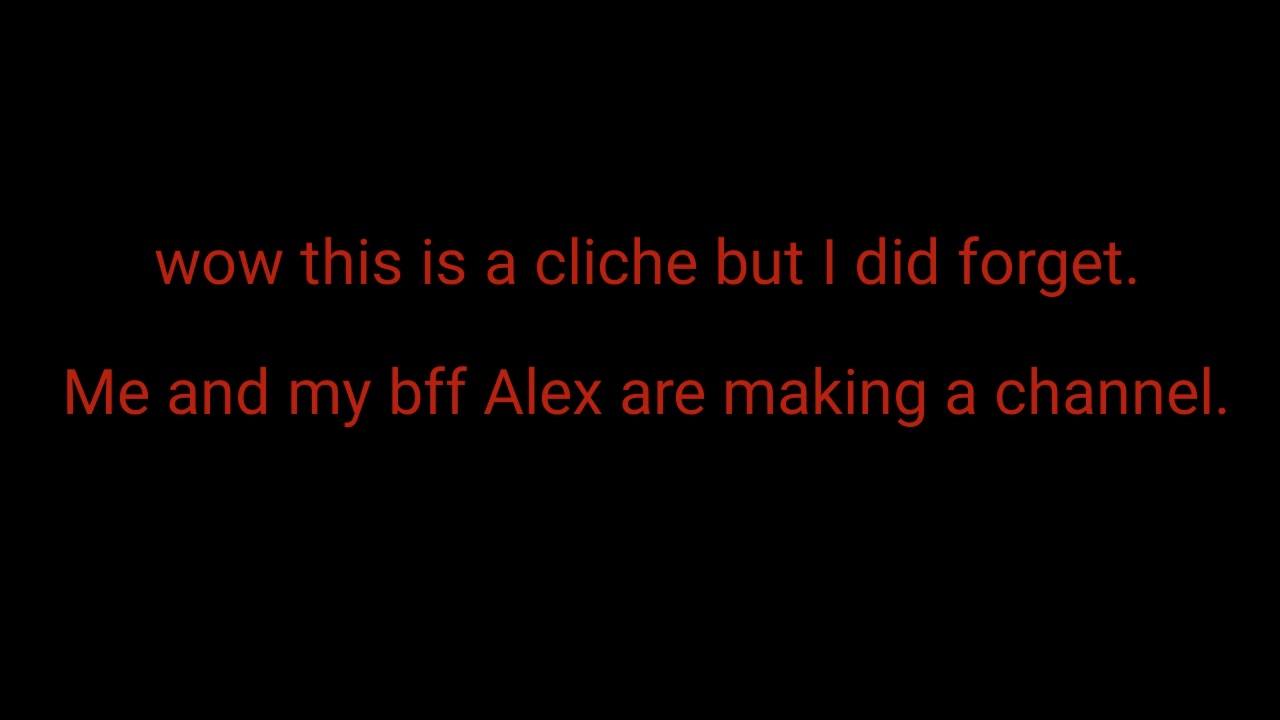 wow this is a cliche but I did forget.
Me and my bff Alex are making a channel.